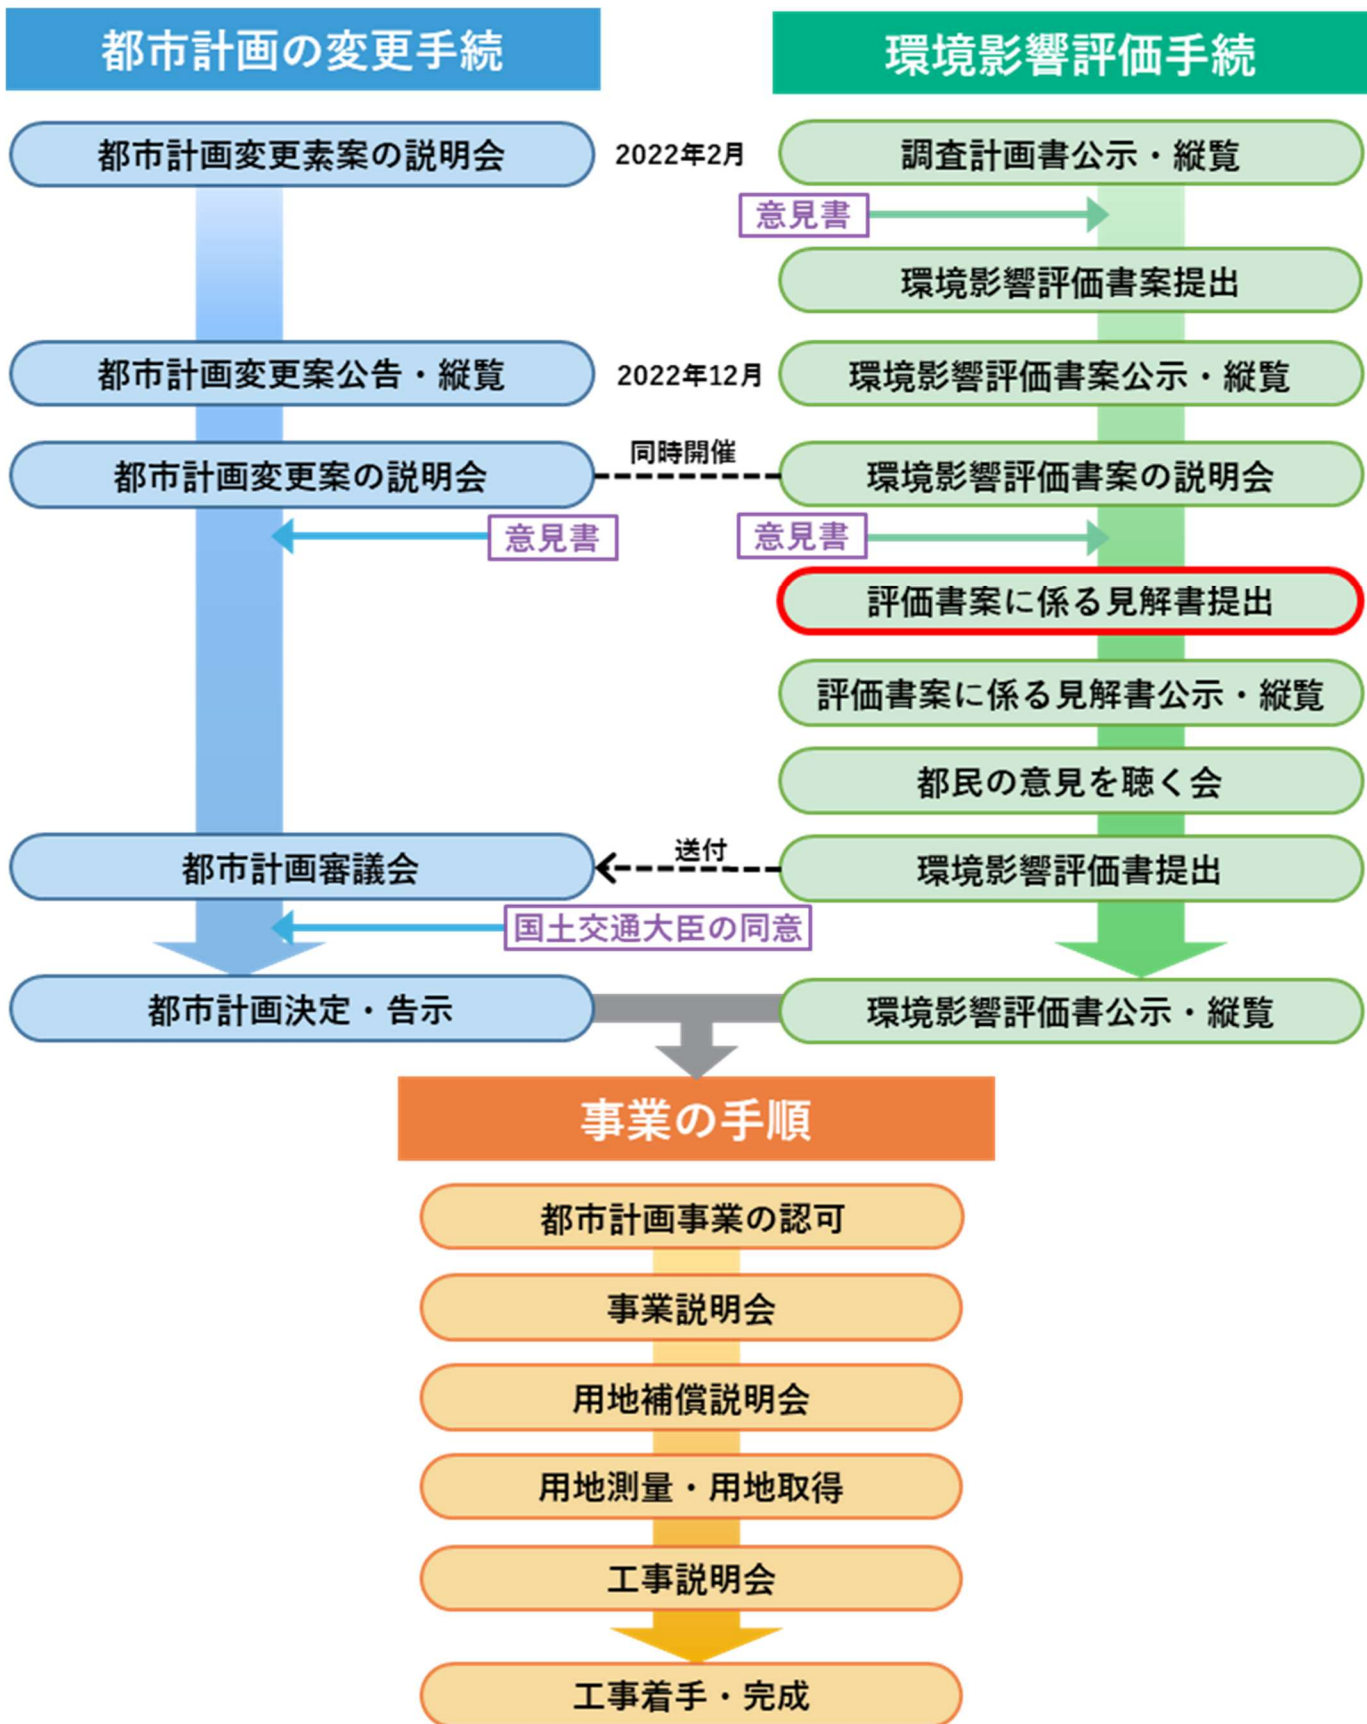 都市計画の変更手続
環境影響評価手続
都市計画変更素案の説明会
2022年2月
調査計画書公示・縦覧
意見書
環境影響評価書案提出
都市計画変更案公告・縦覧
2022年12月
環境影響評価書案公示・縦覧
都市計画変更案の説明会
同時開催
環境影響評価書案の説明会
意見書
意見書
評価書案に係る見解書提出
評価書案に係る見解書公示・縦覧
都民の意見を聴く会
都市計画審議会
送付
環境影響評価書提出
国土交通大臣の同意
都市計画決定・告示
環境影響評価書公示・縦覧
事業の手順
都市計画事業の認可
事業説明会
用地補償説明会
用地測量・用地取得
工事説明会
工事着手・完成